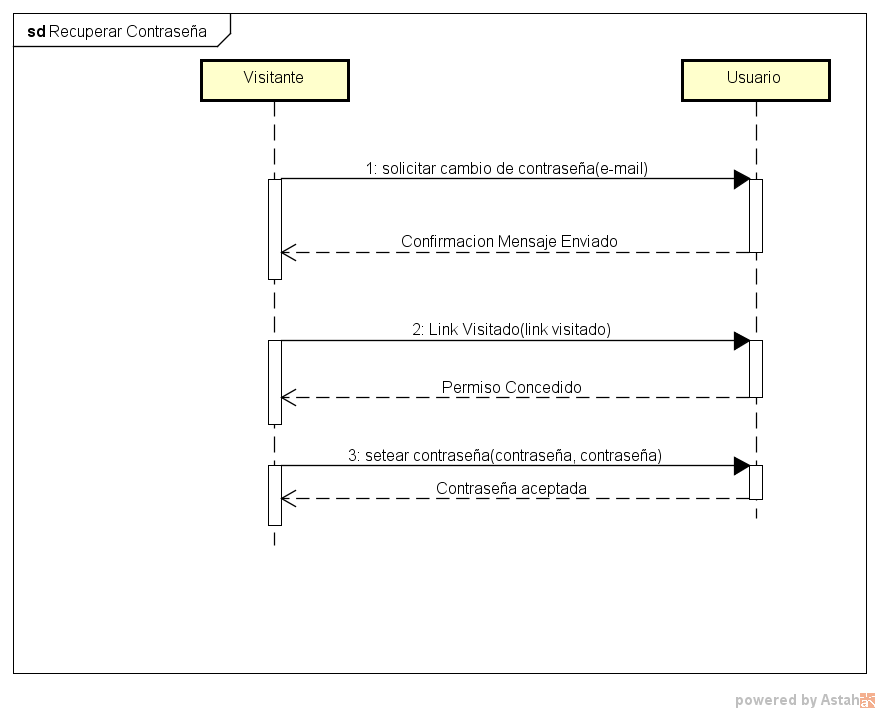 sd Recuperar Contraseña
Visitante
Usuario
1: solicitar cambio de contraseña(e-mail)
Confirmacion Mensaje Enviado
2: Link Visitado(link visitado)
Permiso Concedido
3: setear contraseña(contraseña, contraseña)
Contraseña aceptada
powered by Astah